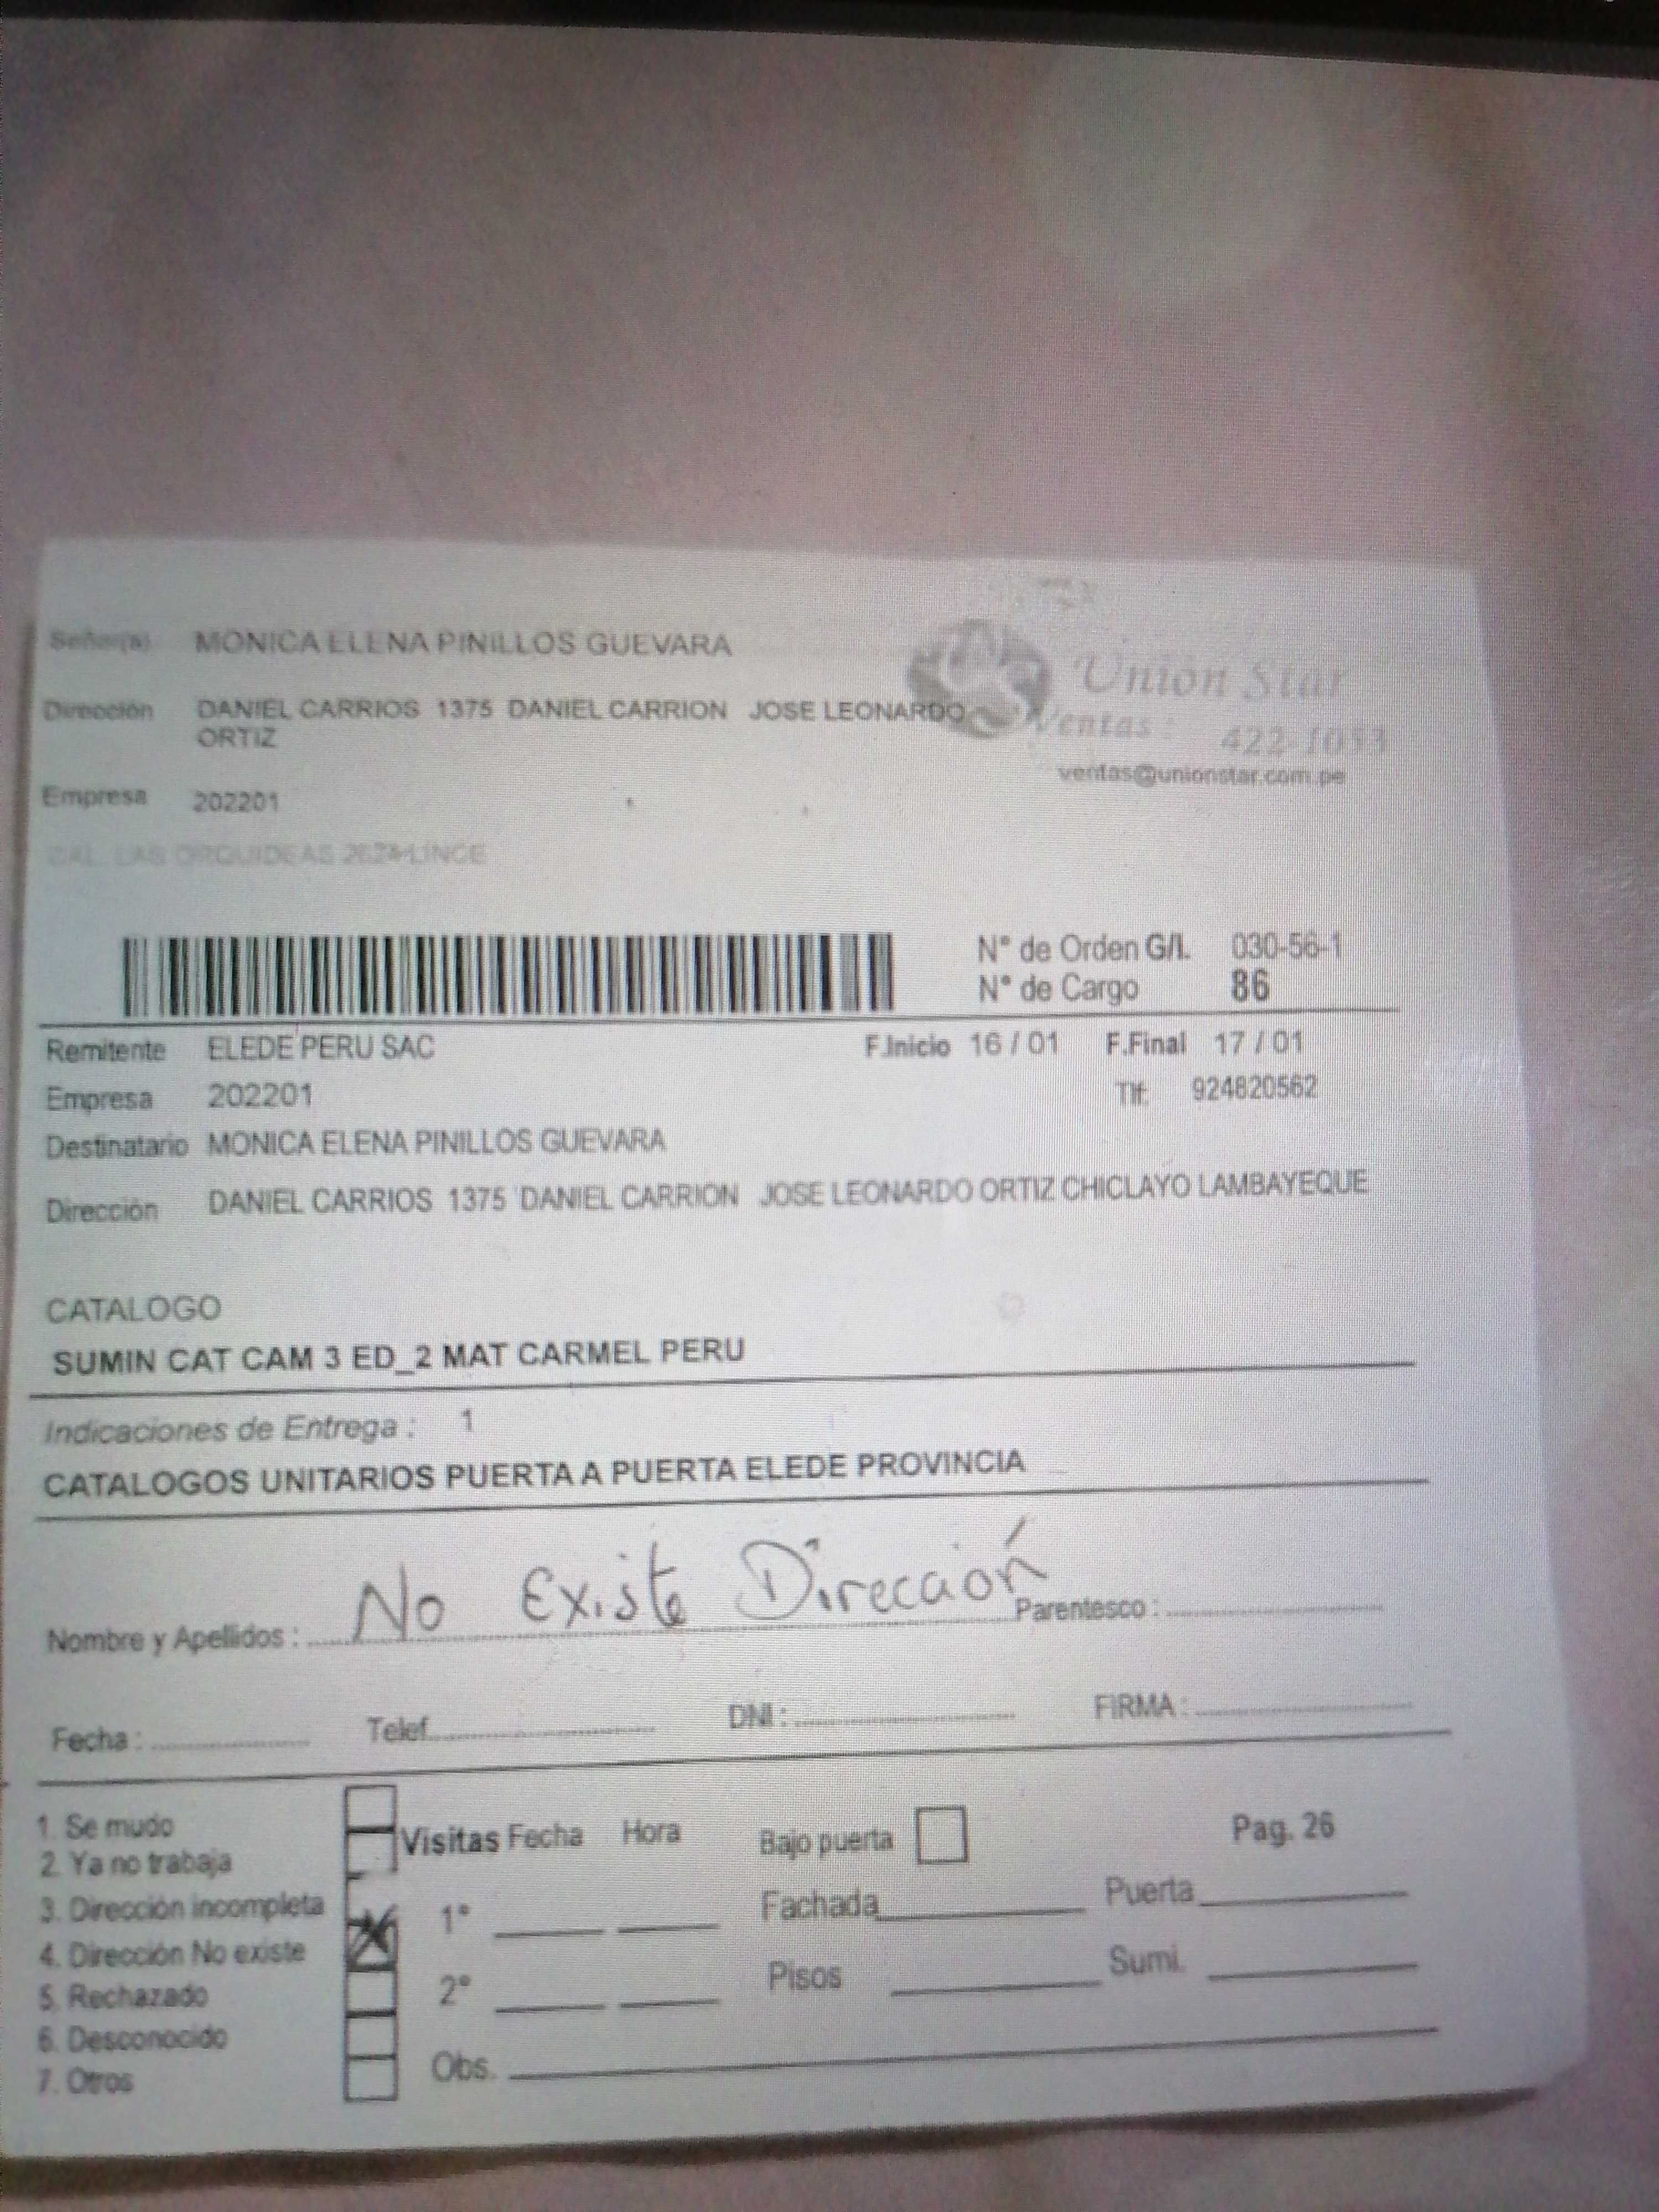 Señor(a) MONICA ELENA PINILLOS GUEVARA
Union Star
Dirección DANIEL CARRIOS 1375 DANIEL CARRION JOSE LEONARDO
ORTIZ
Ventas: 422-1053
ventas@unionstar.com.pe
Empresa 202201
CAL. LAS ORQUIDEAS LINCE
N° de Orden G/I. 030-56-1
N° de Cargo 86
Remitente ELEDE PERU SAC F.Inicio 16 / 01 F.Final 17 / 01
Empresa 202201 Tlf: 924820562
Destinatario MONICA ELENA PINILLOS GUEVARA
Dirección DANIEL CARRIOS 1375 DANIEL CARRION JOSE LEONARDO ORTIZ CHICLAYO LAMBAYEQUE
CATALOGO
SUMIN CAT CAM 3 ED_2 MAT CARMEL PERU
Indicaciones de Entrega : 1
CATALOGOS UNITARIOS PUERTA A PUERTA ELEDE PROVINCIA
Nombre y Apellidos : No Existe Dirección Parentesco :
Fecha : Telef. DNI : FIRMA :
1. Se mudo
2. Ya no trabaja
3. Dirección incompleta
4. Dirección No existe
5. Rechazado
6. Desconocido
7. Otros
Visitas Fecha Hora Bajo puerta Pag. 26
1° Fachada Puerta
2° Pisos Sumi.
Obs.